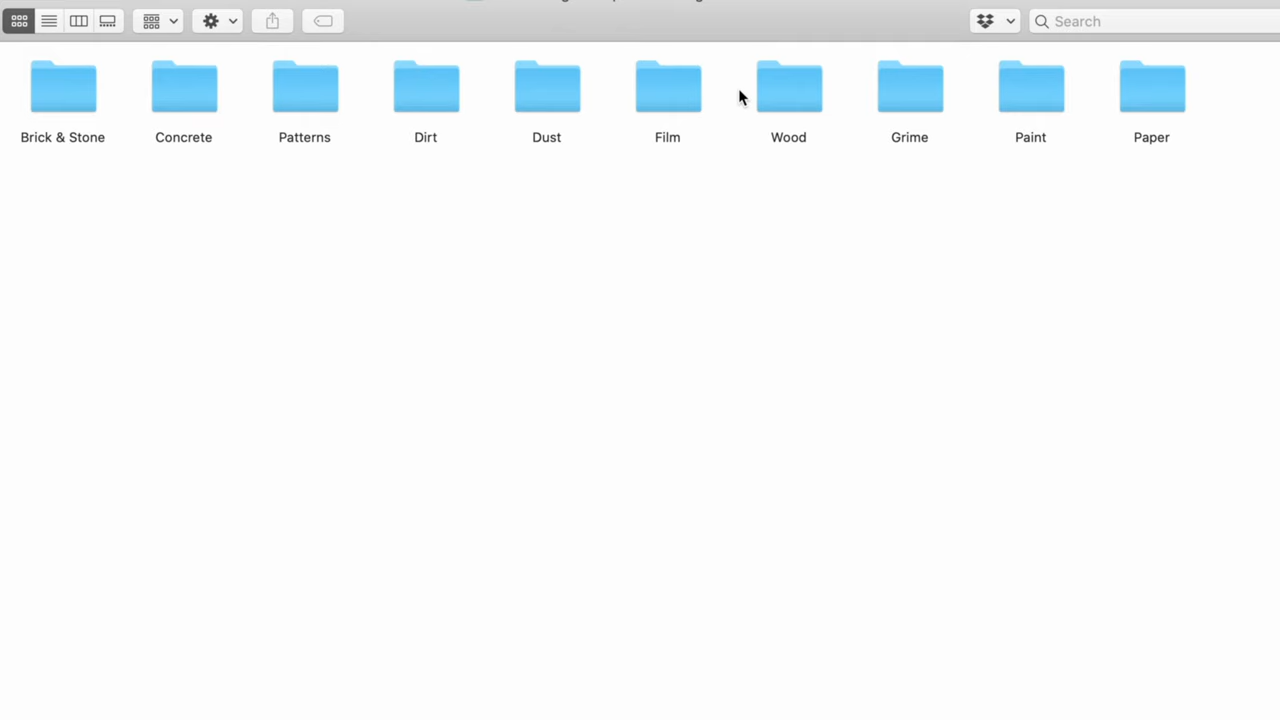 Search
Brick & Stone
Concrete
Patterns
Dirt
Dust
Film
Wood
Grime
Paint
Paper